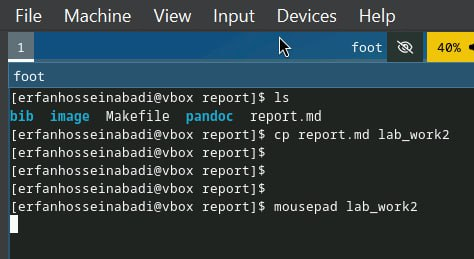 File Machine View Input Devices Help
1 foot 40%
foot
[erfanhosseinabadi@vbox report]$ ls
bib image Makefile pandoc report.md
[erfanhosseinabadi@vbox report]$ cp report.md lab_work2
[erfanhosseinabadi@vbox report]$
[erfanhosseinabadi@vbox report]$
[erfanhosseinabadi@vbox report]$
[erfanhosseinabadi@vbox report]$ mousepad lab_work2